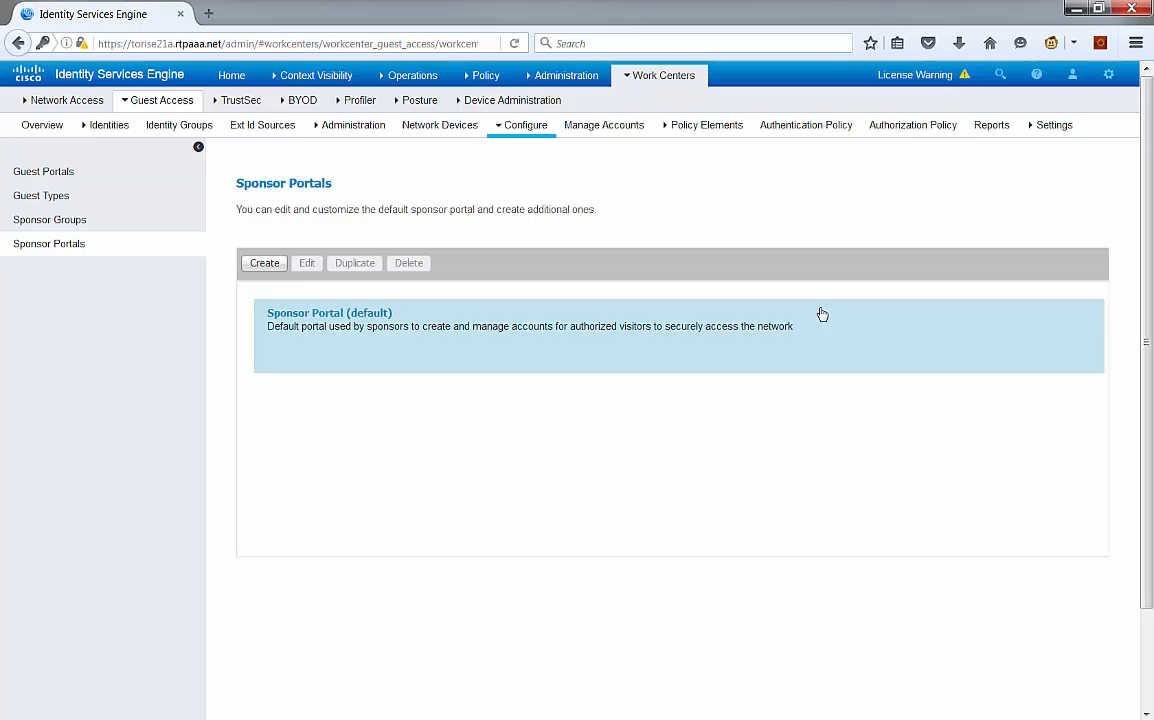 Identity Services Engine
https://torise21a.rtpaaa.net/admin/#workcenters/workcenter_guest_access/workcent
Search
cisco Identity Services Engine Home Context Visibility Operations Policy Administration Work Centers License Warning
Network Access Guest Access TrustSec BYOD Profiler Posture Device Administration
Overview Identities Identity Groups Ext Id Sources Administration Network Devices Configure Manage Accounts Policy Elements Authentication Policy Authorization Policy Reports Settings
Guest Portals
Guest Types
Sponsor Groups
Sponsor Portals
Sponsor Portals
You can edit and customize the default sponsor portal and create additional ones.
Create Edit Duplicate Delete
Sponsor Portal (default)
Default portal used by sponsors to create and manage accounts for authorized visitors to securely access the network